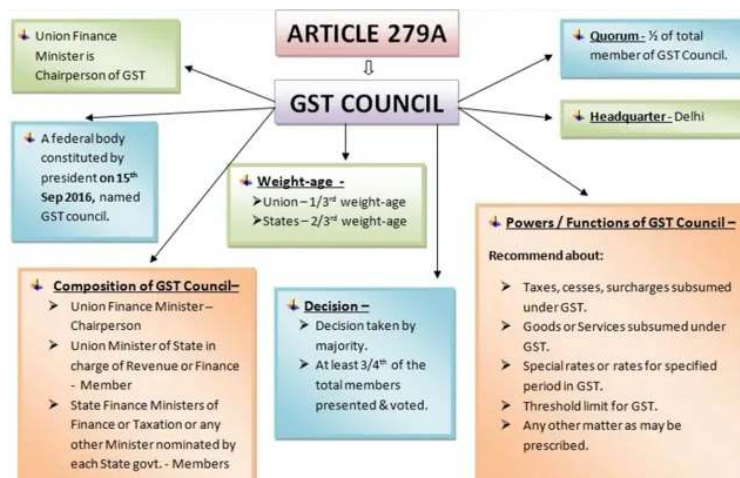 ARTICLE 279A
GST COUNCIL
Union Finance
Minister is
Chairperson of GST
Quorum - ½ of total
member of GST Council.
Headquarter - Delhi
A federal body
constituted by
president on 15th
Sep 2016, named
GST council.
Weight-age -
Union – 1/3rd weight-age
States – 2/3rd weight-age
Composition of GST Council–
Union Finance Minister –
Chairperson
Union Minister of State in
charge of Revenue or Finance
- Member
State Finance Ministers of
Finance or Taxation or any
other Minister nominated by
each State govt. - Members
Decision –
Decision taken by
majority.
At least 3/4th of the
total members
presented & voted.
Powers / Functions of GST Council –
Recommend about:
Taxes, cesses, surcharges subsumed
under GST.
Goods or Services subsumed under
GST.
Special rates or rates for specified
period in GST.
Threshold limit for GST.
Any other matter as may be
prescribed.